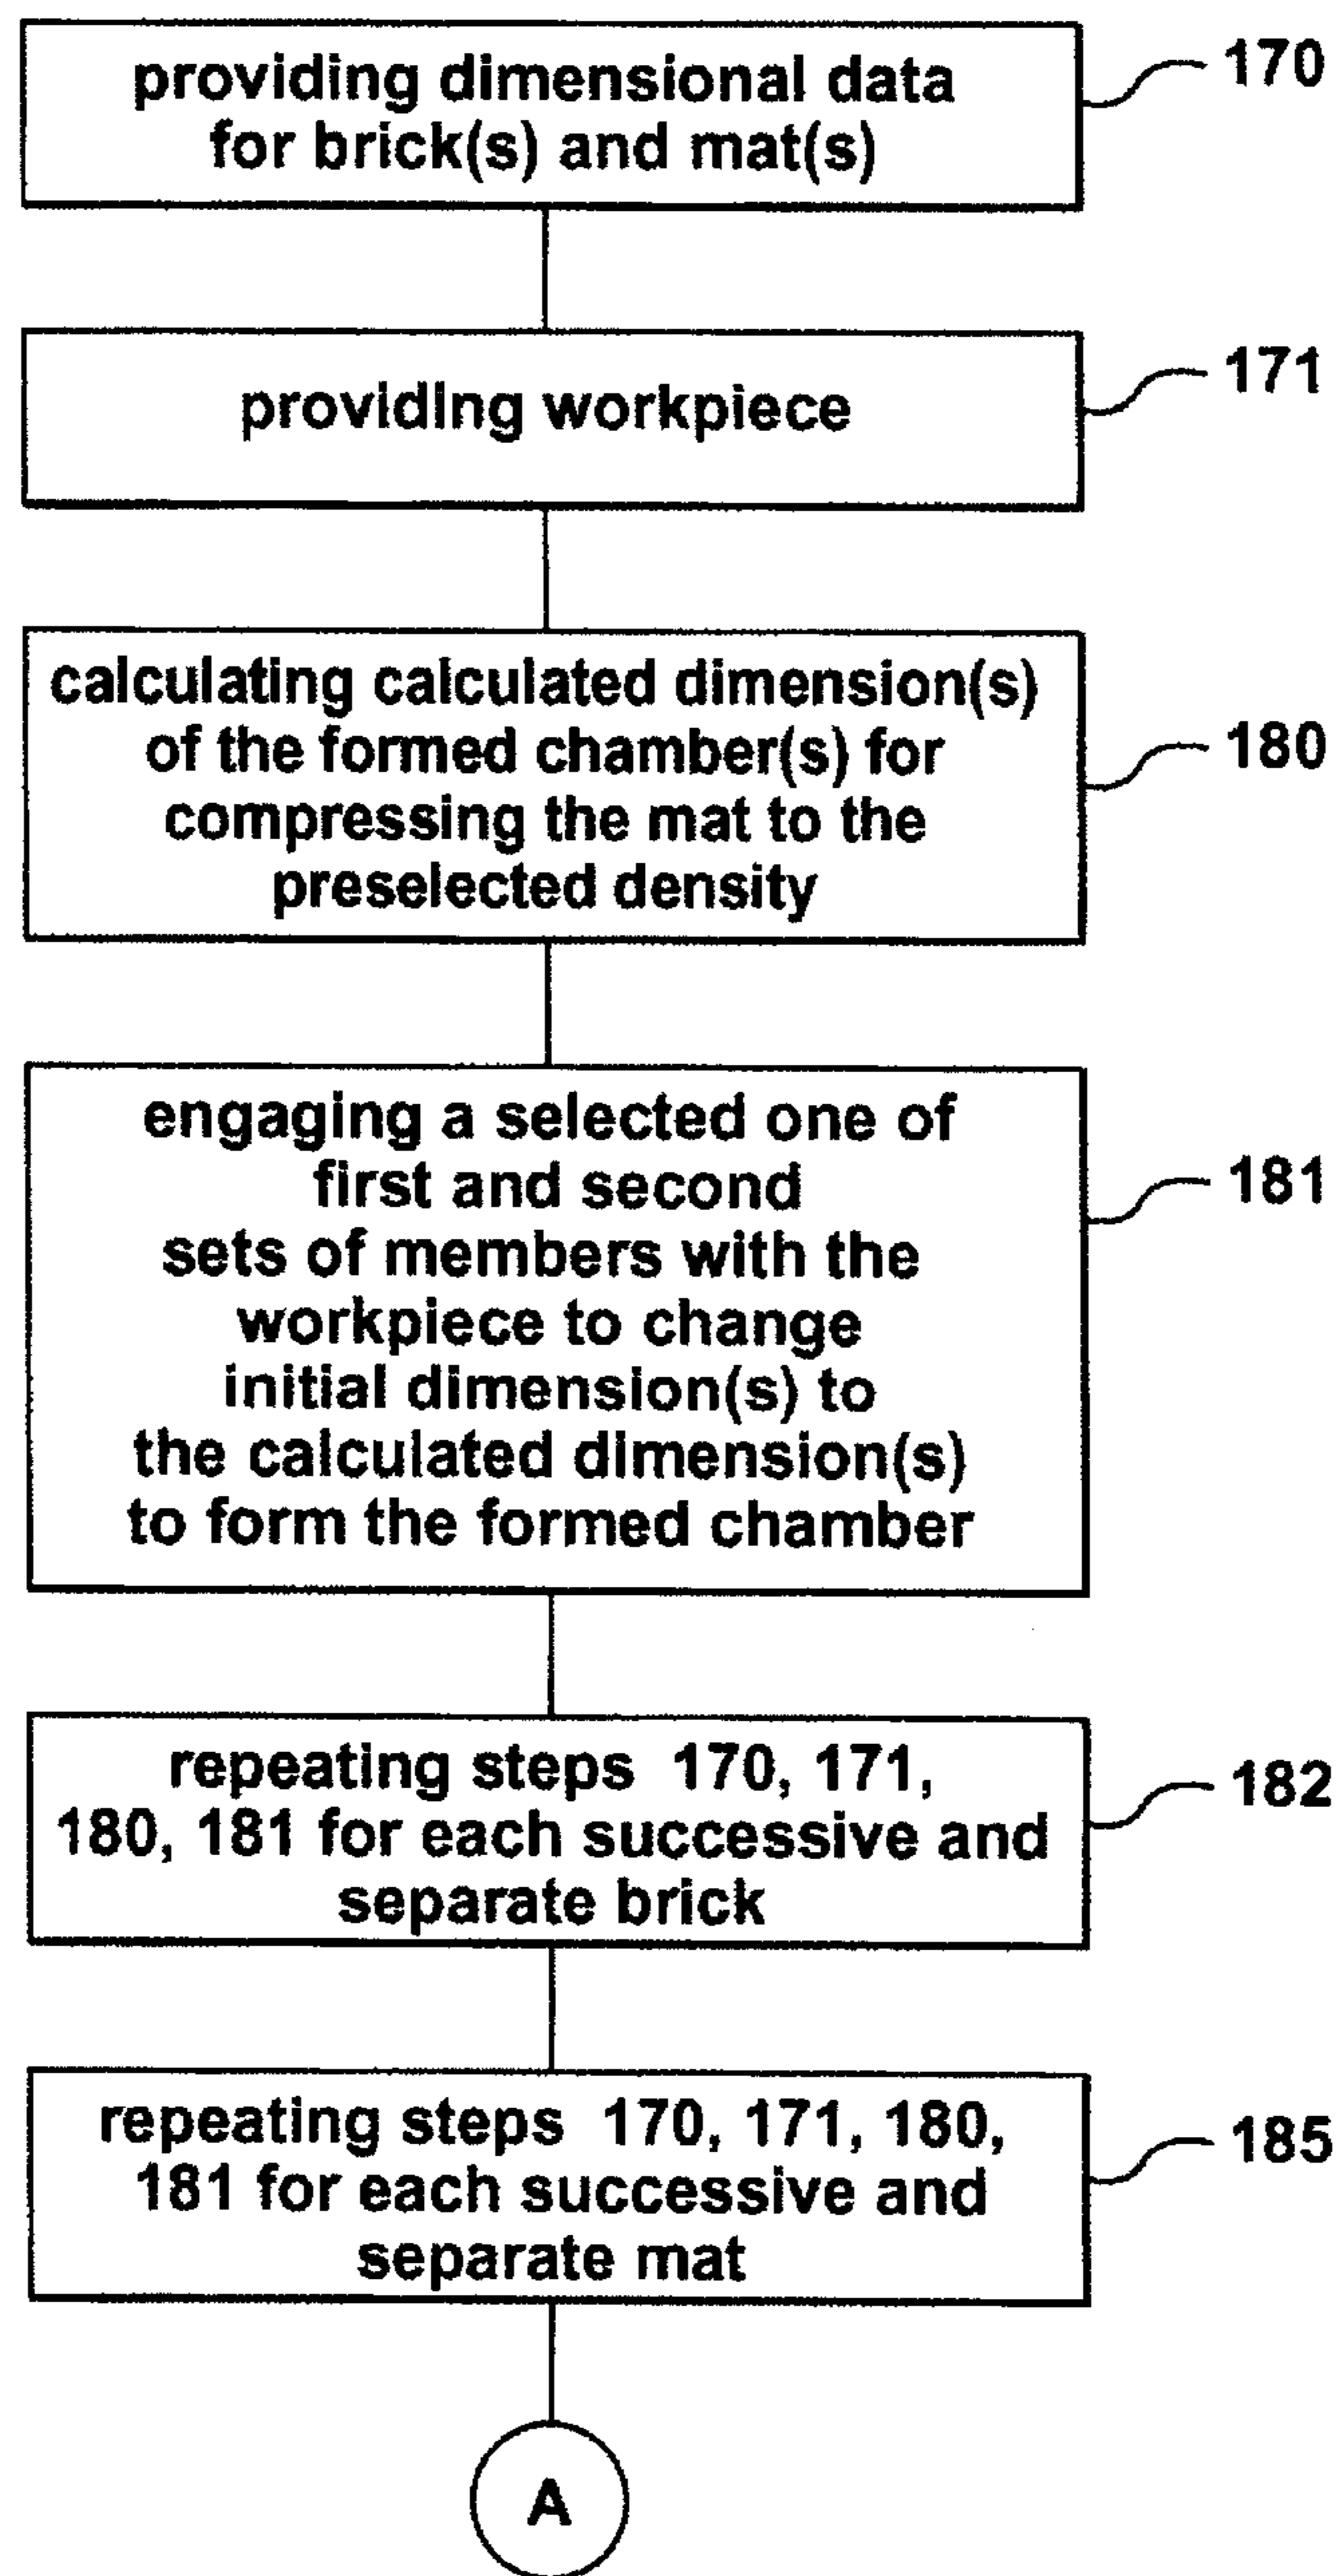 providing dimensional data
for brick(s) and mat(s)
170
providing workpiece
171
calculating calculated dimension(s)
of the formed chamber(s) for
compressing the mat to the
preselected density
180
engaging a selected one of
first and second
sets of members with the
workpiece to change
initial dimension(s) to
the calculated dimension(s)
to form the formed chamber
181
repeating steps 170, 171,
180, 181 for each successive and
separate brick
182
repeating steps 170, 171, 180,
181 for each successive and
separate mat
185
A